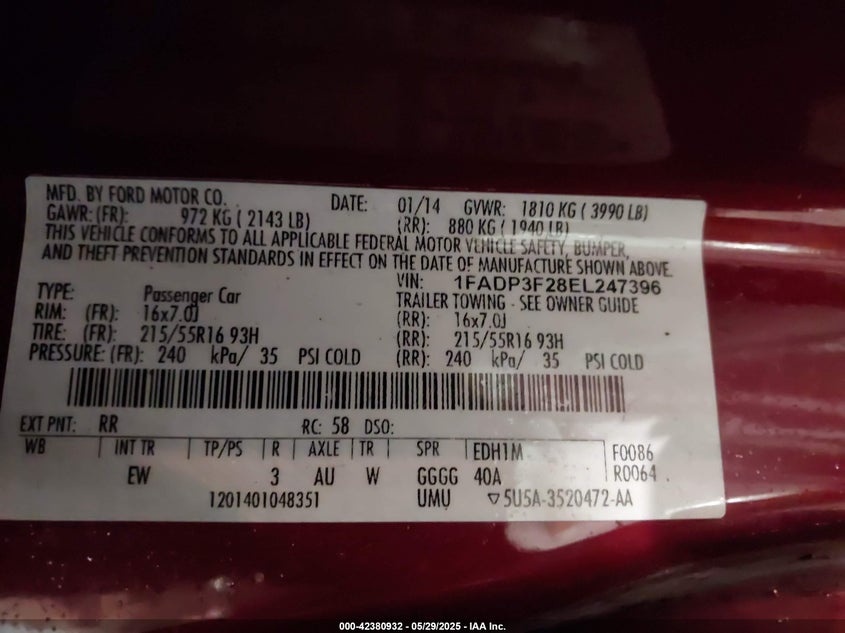 MFD. BY FORD MOTOR CO. DATE: 01/14 GVWR: 1810 KG ( 3990 LB)
GAWR: (FR): 972 KG ( 2143 LB) (RR): 880 KG ( 1940 LB)
THIS VEHICLE CONFORMS TO ALL APPLICABLE FEDERAL MOTOR VEHICLE SAFETY, BUMPER,
AND THEFT PREVENTION STANDARDS IN EFFECT ON THE DATE OF MANUFACTURE SHOWN ABOVE.
VIN: 1FADP3F28EL247396
TYPE: Passenger Car TRAILER TOWING - SEE OWNER GUIDE
RIM: (FR): 16x7.0J (RR): 16x7.0J
TIRE: (FR): 215/55R16 93H (RR): 215/55R16 93H
PRESSURE: (FR): 240 kPa/ 35 PSI COLD (RR): 240 kPa/ 35 PSI COLD
EXT PNT: RR RC: 58 DSO:
WB INT TR TP/PS R AXLE TR SPR EDH1M F0086
EW 3 AU W GGGG 40A R0064
1201401048351 UMU ▽5U5A-3520472-AA
000-42380932 - 05/29/2025 - IAA Inc.